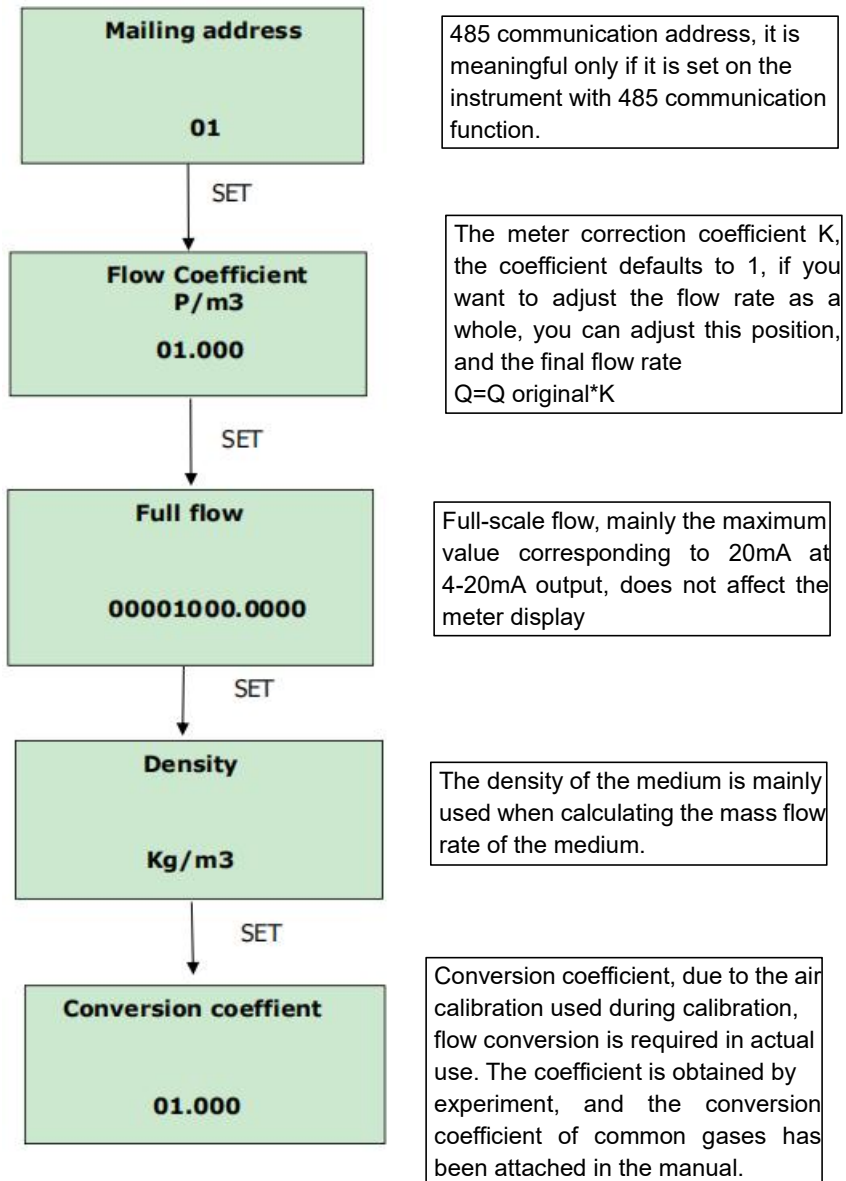 Mailing address
01
485 communication address, it is
meaningful only if it is set on the
instrument with 485 communication
function.
SET
Flow Coefficient
P/m3
01.000
The meter correction coefficient K,
the coefficient defaults to 1, if you
want to adjust the flow rate as a
whole, you can adjust this position,
and the final flow rate
Q=Q original*K
SET
Full flow
00001000.0000
Full-scale flow, mainly the maximum
value corresponding to 20mA at
4-20mA output, does not affect the
meter display
SET
Density
Kg/m3
The density of the medium is mainly
used when calculating the mass flow
rate of the medium.
SET
Conversion coeffient
01.000
Conversion coefficient, due to the air
calibration used during calibration,
flow conversion is required in actual
use. The coefficient is obtained by
experiment, and the conversion
coefficient of common gases has
been attached in the manual.